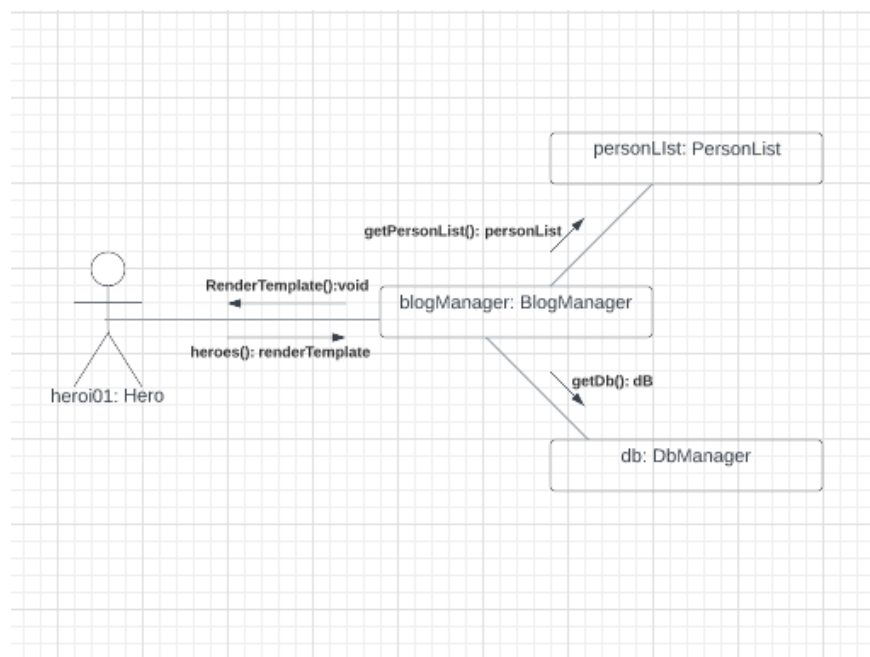 personLIst: PersonList
getPersonList(): personList
RenderTemplate():void
blogManager: BlogManager
heroes(): renderTemplate
getDb(): dB
heroi01: Hero
db: DbManager